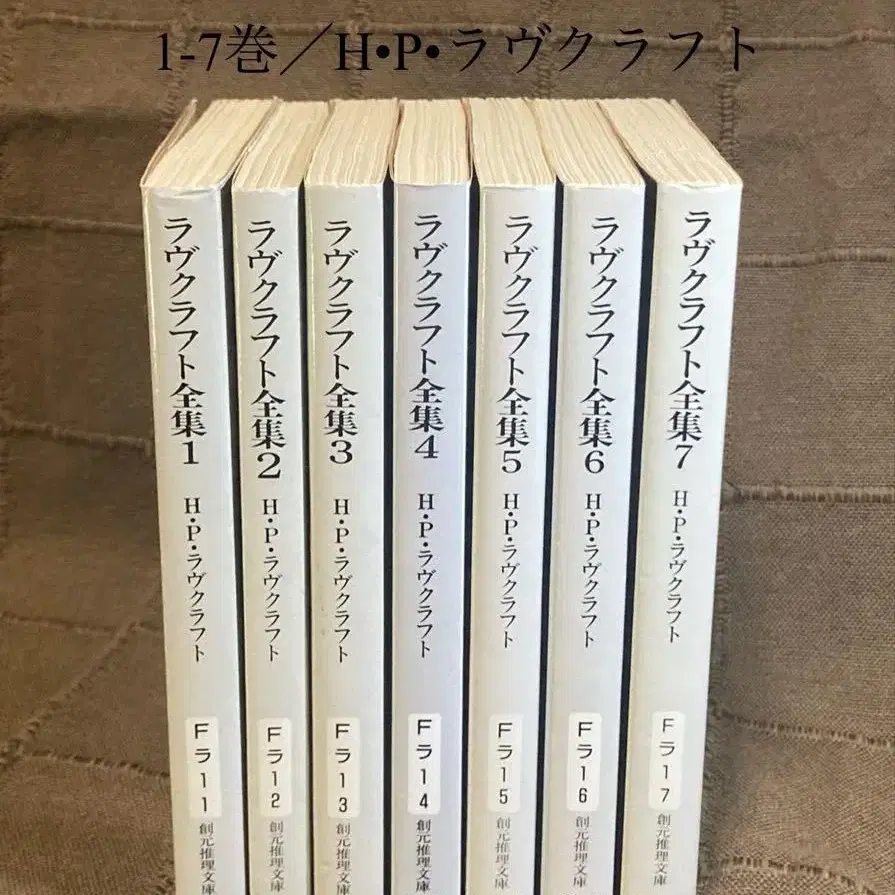 1-7巻／H•P•ラヴクラフト
ラヴクラフト全集1 H・P・ラヴクラフト Fラ11 創元推理文庫
ラヴクラフト全集2 H・P・ラヴクラフト Fラ12 創元推理文庫
ラヴクラフト全集3 H・P・ラヴクラフト Fラ13 創元推理文庫
ラヴクラフト全集4 H・P・ラヴクラフト Fラ14 創元推理文庫
ラヴクラフト全集5 H・P・ラヴクラフト Fラ15 創元推理文庫
ラヴクラフト全集6 H・P・ラヴクラフト Fラ16 創元推理文庫
ラヴクラフト全集7 H・P・ラヴクラフト Fラ17 創元推理文庫